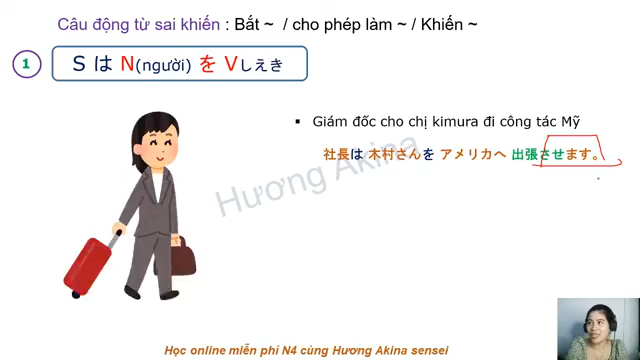 Câu động từ sai khiến : Bắt ~ / cho phép làm ~ / Khiến ~
1
S は N(người) を Vしえき
▪ Giám đốc cho chị kimura đi công tác Mỹ
社長は 木村さんを アメリカへ 出張させます。
Hương Akina
Học online miễn phí N4 cùng Hương Akina sensei